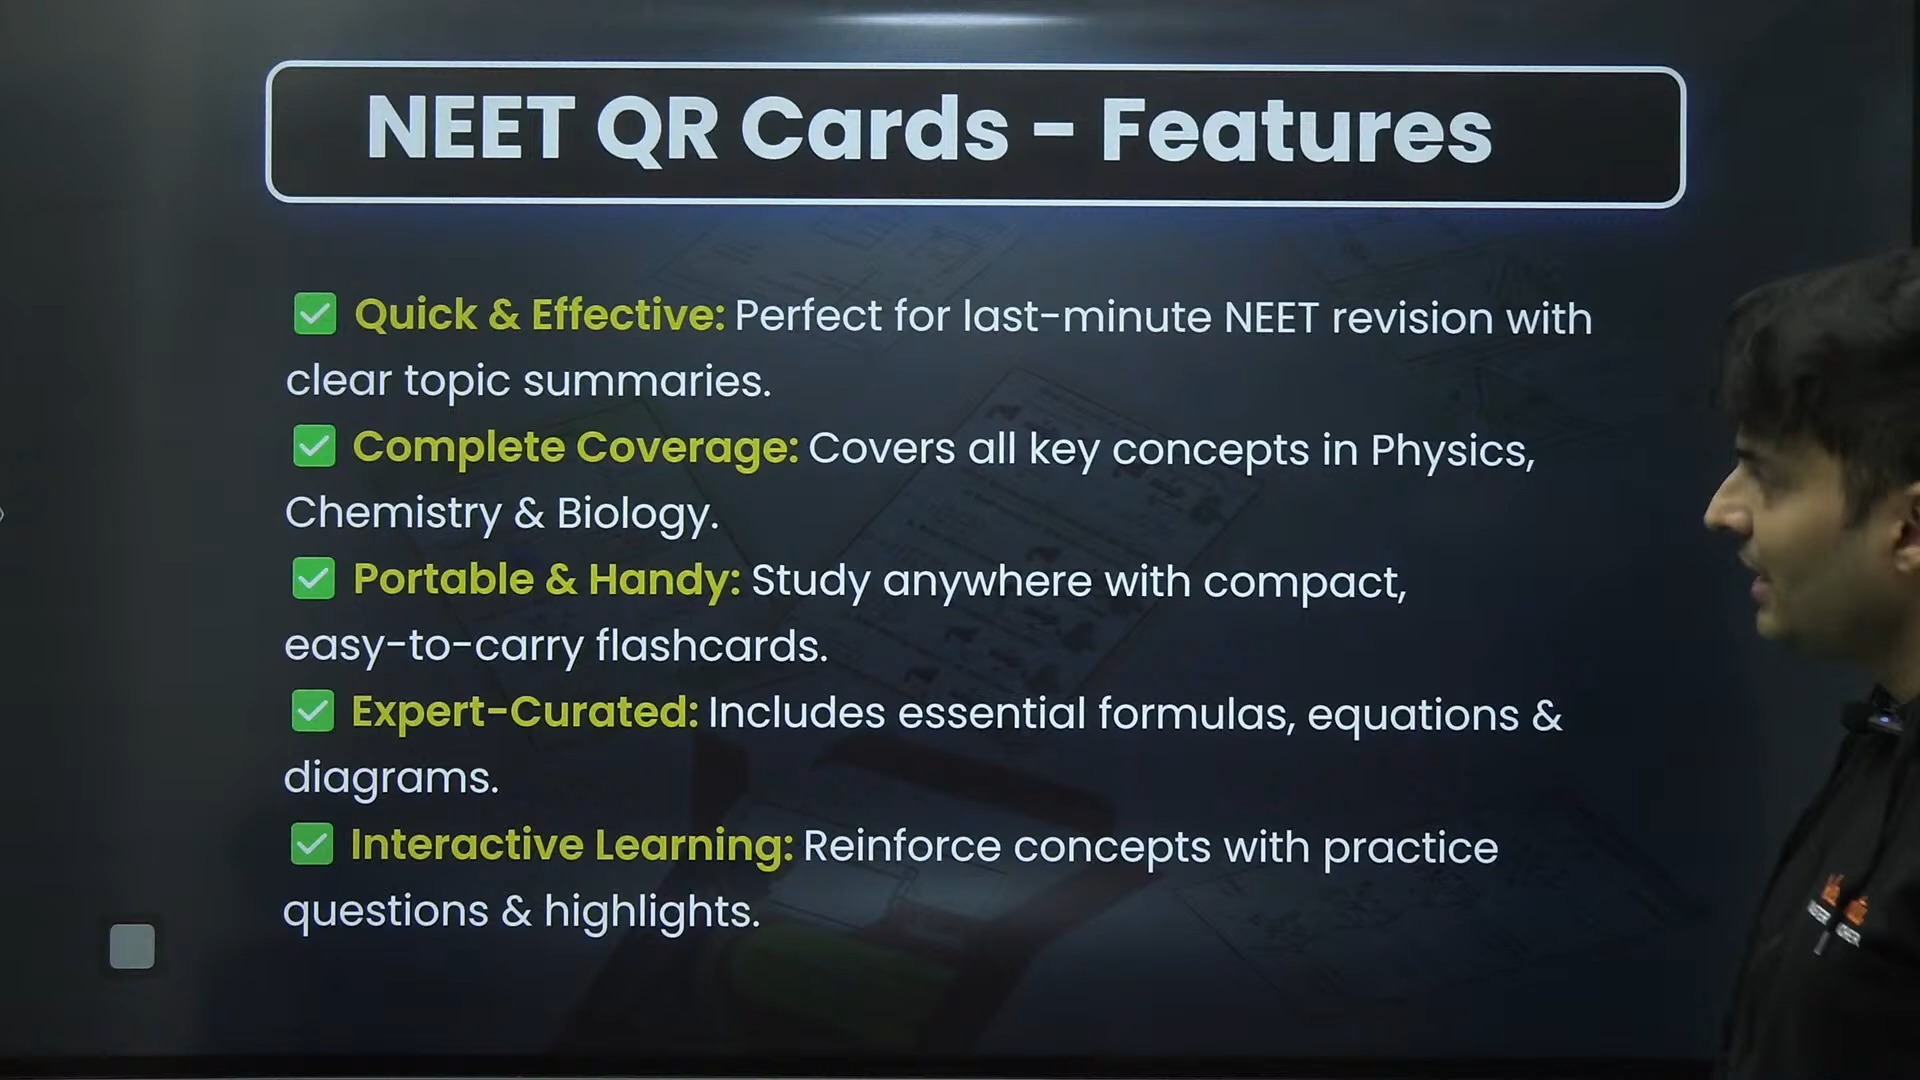 NEET QR Cards - Features
✅ Quick & Effective: Perfect for last-minute NEET revision with
clear topic summaries.
✅ Complete Coverage: Covers all key concepts in Physics,
Chemistry & Biology.
✅ Portable & Handy: Study anywhere with compact,
easy-to-carry flashcards.
✅ Expert-Curated: Includes essential formulas, equations &
diagrams.
✅ Interactive Learning: Reinforce concepts with practice
questions & highlights.